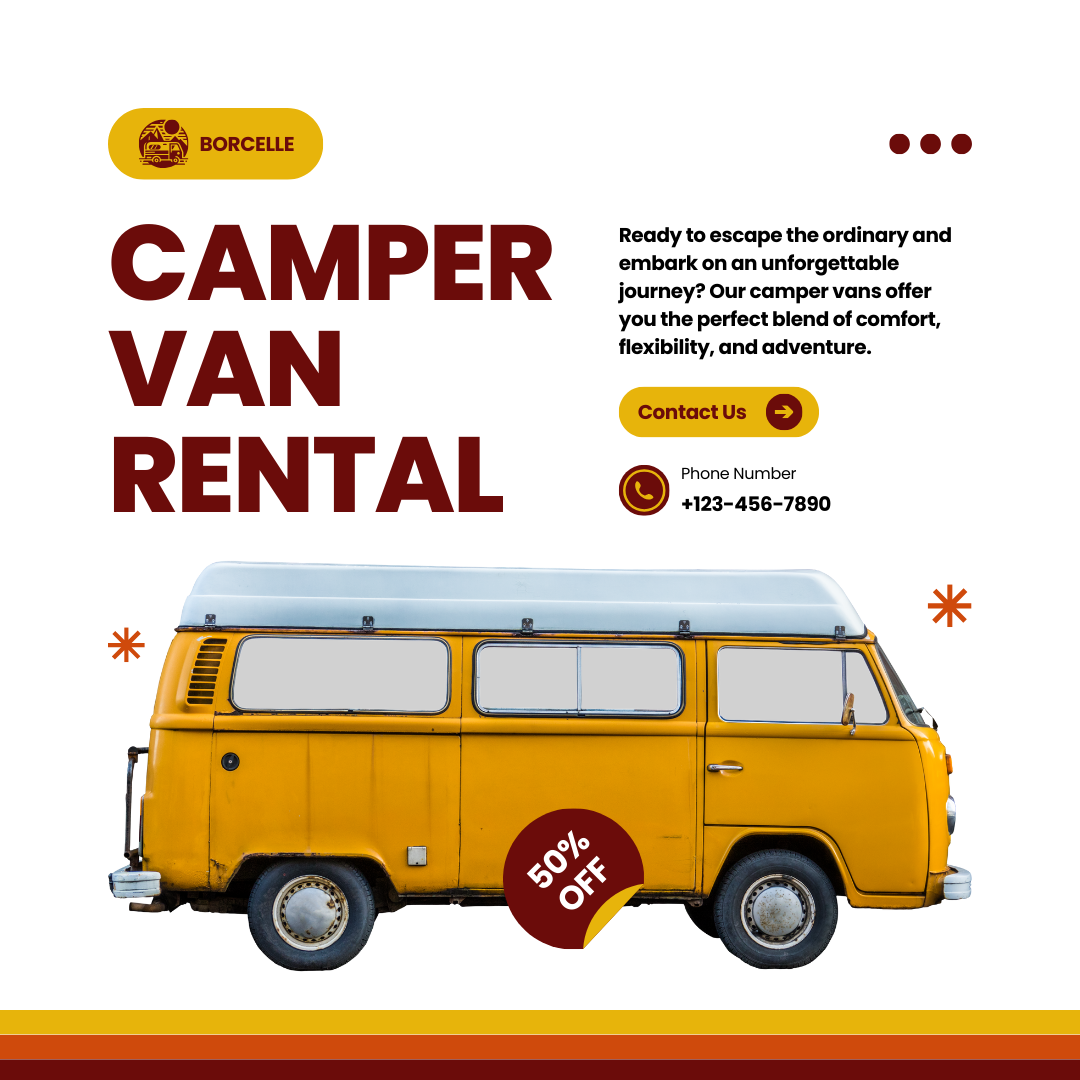 BORCELLE
CAMPER
VAN
RENTAL
Ready to escape the ordinary and
embark on an unforgettable
journey? Our camper vans offer
you the perfect blend of comfort,
flexibility, and adventure.
Contact Us
Phone Number
+123-456-7890
50%
OFF